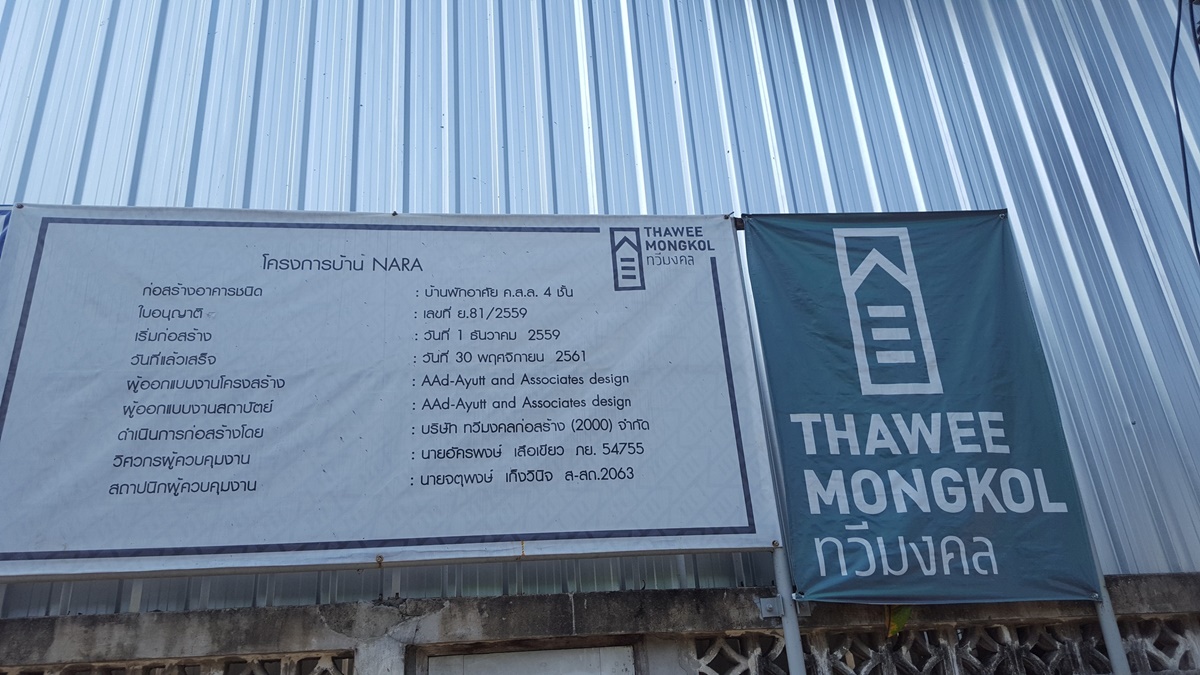 โครงการบ้าน NARA
THAWEE
MONGKOL
ทวีมงคล
ก่อสร้างอาคารชนิด : บ้านพักอาศัย ค.ส.ล. 4 ชั้น
ใบอนุญาติ : เลขที่ ย.81/2559
เริ่มก่อสร้าง : วันที่ 1 ธันวาคม 2559
วันที่แล้วเสร็จ : วันที่ 30 พฤศจิกายน 2561
ผู้ออกแบบงานโครงสร้าง : AAd-Ayutt and Associates design
ผู้ออกแบบงานสถาปัตย์ : AAd-Ayutt and Associates design
ดำเนินการก่อสร้างโดย : บริษัท ทวีมงคลก่อสร้าง (2000) จำกัด
วิศวกรผู้ควบคุมงาน : นายอัครพงษ์ เสือเขียว ภย. 54755
สถาปนิกผู้ควบคุมงาน : นายจตุพงษ์ เก็งวินิจ ส-สถ.2063
THAWEE
MONGKOL
ทวีมงคล